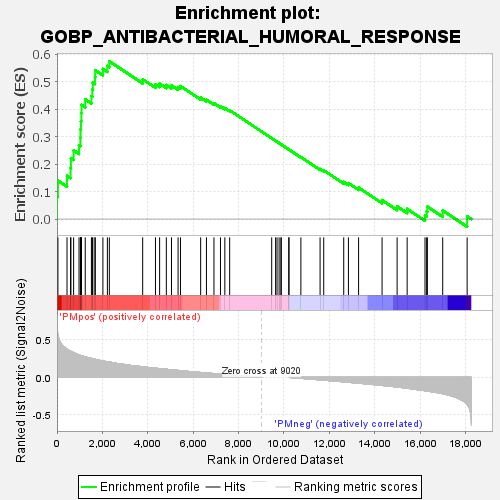 Enrichment plot:
GOBP_ANTIBACTERIAL_HUMORAL_RESPONSE
Enrichment score (ES)
0.6
0.5
0.4
0.3
0.2
0.1
0.0
'PMpos' (positively correlated)
Ranked list metric (Signal2Noise)
0.5
0.0
-0.5
Zero cross at 9020
'PMneg' (negatively correlated)
0 2,000 4,000 6,000 8,000 10,000 12,000 14,000 16,000 18,000
Rank in Ordered Dataset
Enrichment profile Hits Ranking metric scores